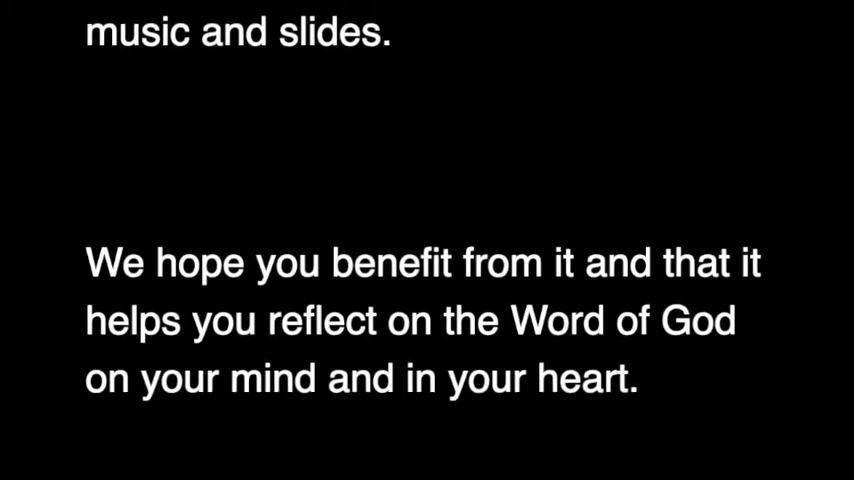 music and slides.
We hope you benefit from it and that it
helps you reflect on the Word of God
on your mind and in your heart.